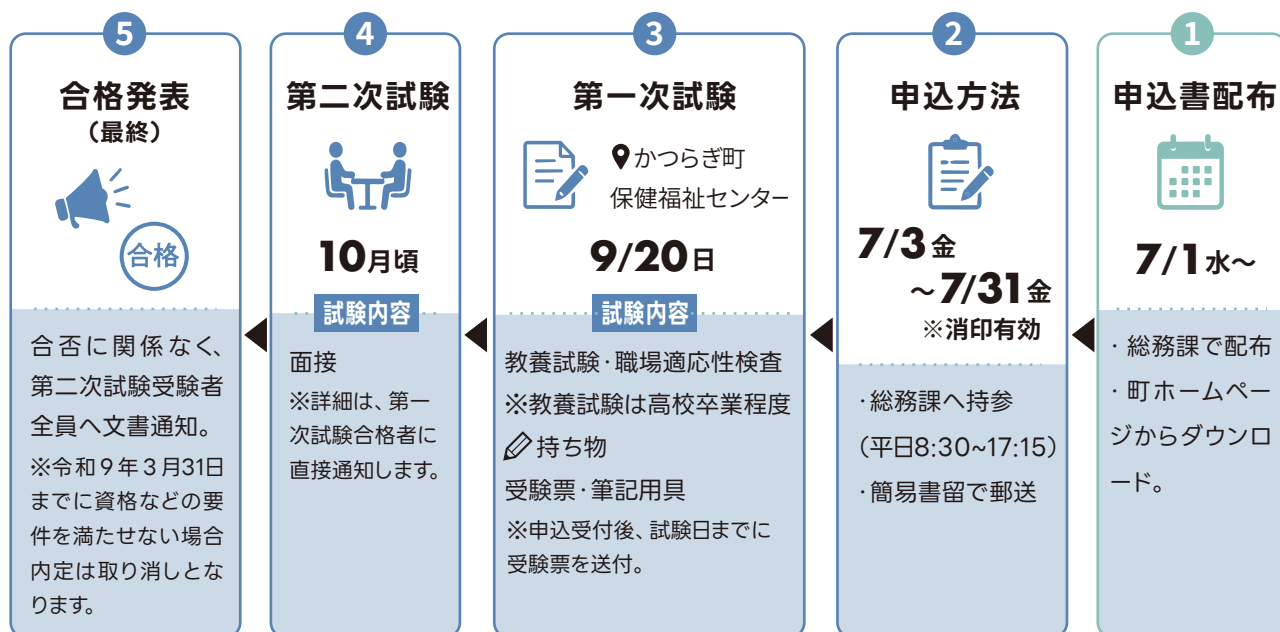 1
申込書配布
7/1水～
・総務課で配布
・町ホームペー
ジからダウンロ
ード。
2
申込方法
7/3金
～7/31金
※消印有効
・総務課へ持参
（平日8:30~17:15）
・簡易書留で郵送
3
第一次試験
かつらぎ町
保健福祉センター
9/20日
試験内容
教養試験・職場適応性検査
※教養試験は高校卒業程度
持ち物
受験票・筆記用具
※申込受付後、試験日までに
受験票を送付。
4
第二次試験
10月頃
試験内容
面接
※詳細は、第一
次試験合格者に
直接通知します。
5
合格発表
（最終）
合格
合否に関係なく、
第二次試験受験者
全員へ文書通知。
※令和９年３月31日
までに資格などの要
件を満たせない場合
内定は取り消しとな
ります。